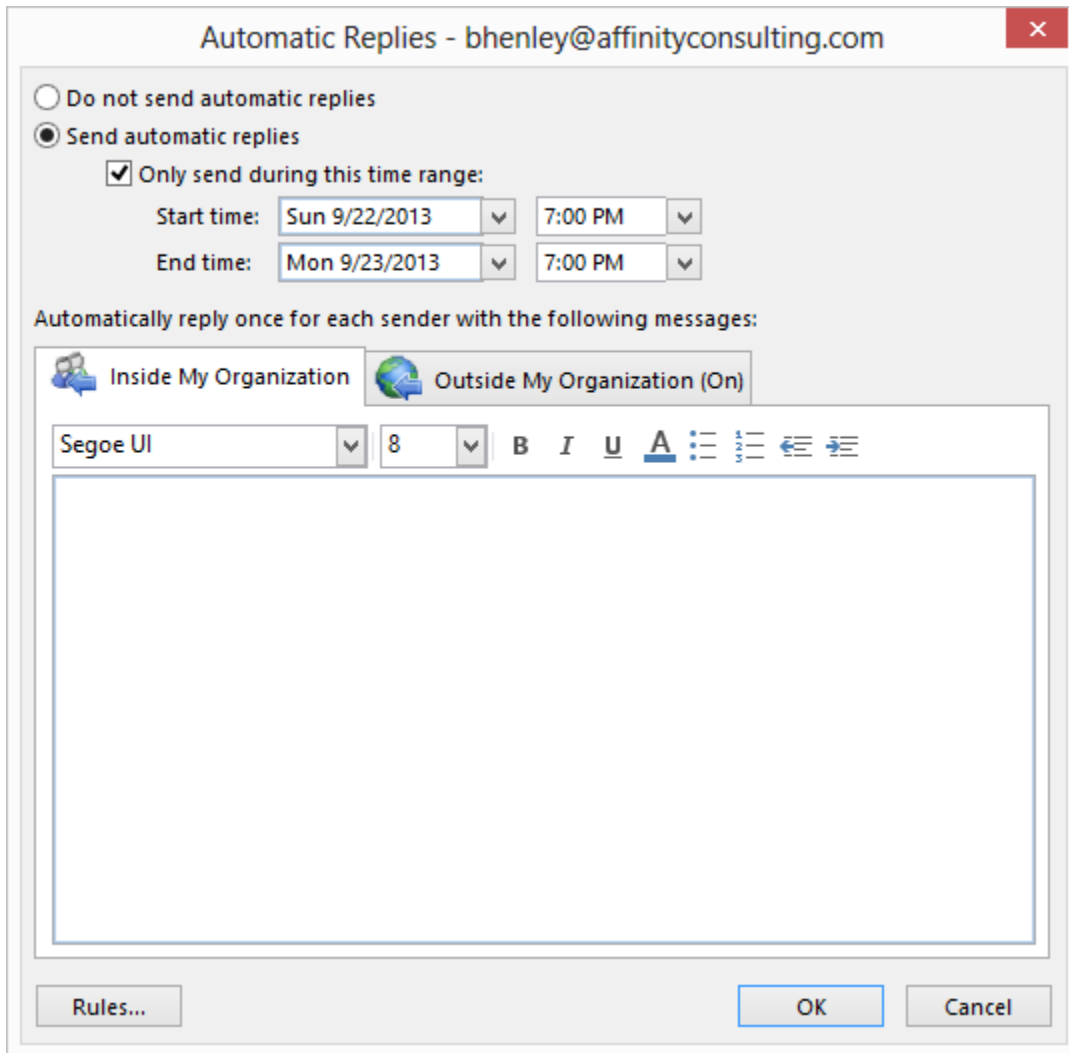 Automatic Replies - bhenley@affinityconsulting.com
Do not send automatic replies
Send automatic replies
Only send during this time range:
Start time: Sun 9/22/2013 7:00 PM
End time: Mon 9/23/2013 7:00 PM
Automatically reply once for each sender with the following messages:
Inside My Organization Outside My Organization (On)
Segoe UI 8 B I U A
Rules... OK Cancel